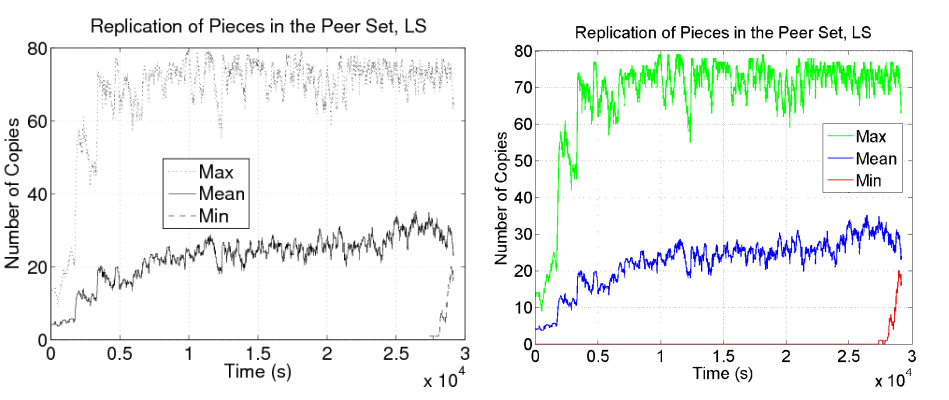 Replication of Pieces in the Peer Set, LS
80
60
40
20
0
Number of Copies
Max
Mean
Min
0 0.5 1 1.5 2 2.5 3
Time (s)
x 10^4
Replication of Pieces in the Peer Set, LS
80
70
60
50
40
30
20
10
0
Number of Copies
Max
Mean
Min
0 0.5 1 1.5 2 2.5 3
Time (s)
x 10^4